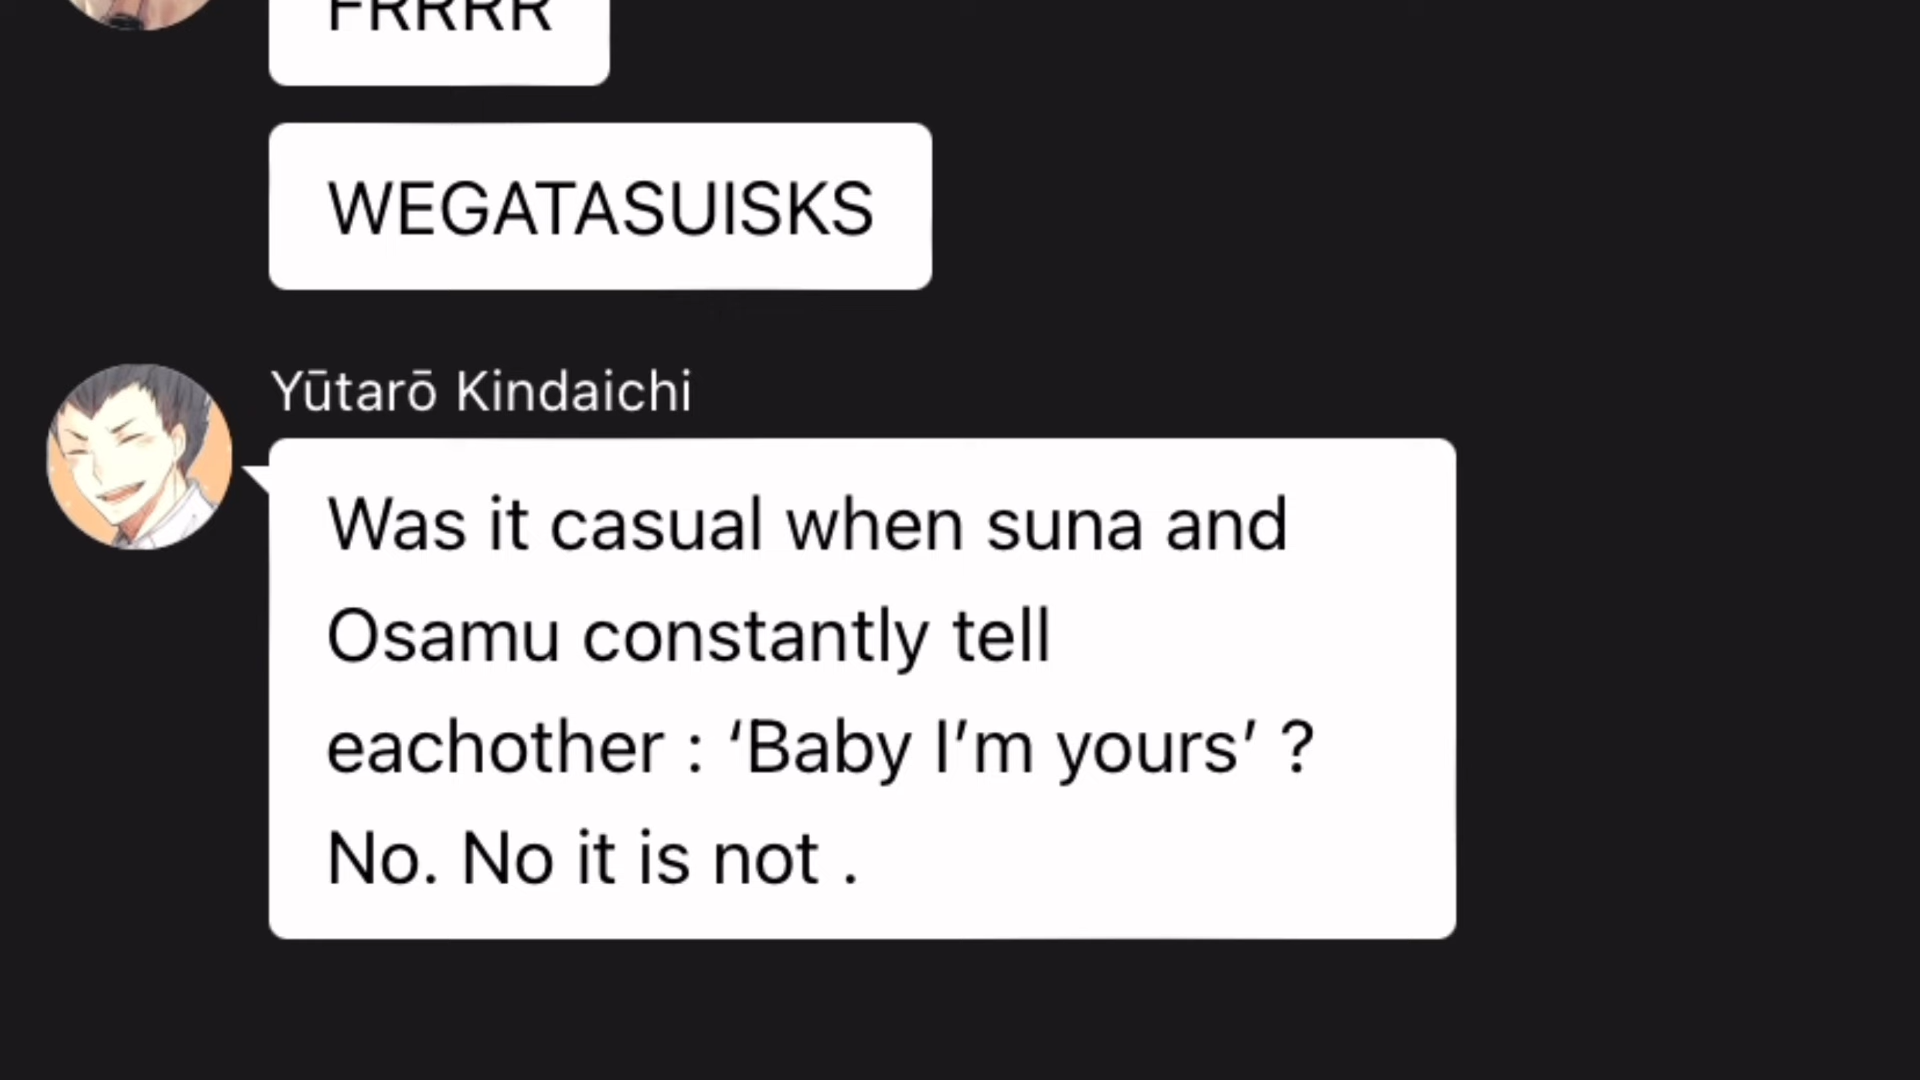 FRRRR
WEGATASUISKS
Yūtarō Kindaichi
Was it casual when suna and
Osamu constantly tell
eachother : ‘Baby I’m yours’ ?
No. No it is not .